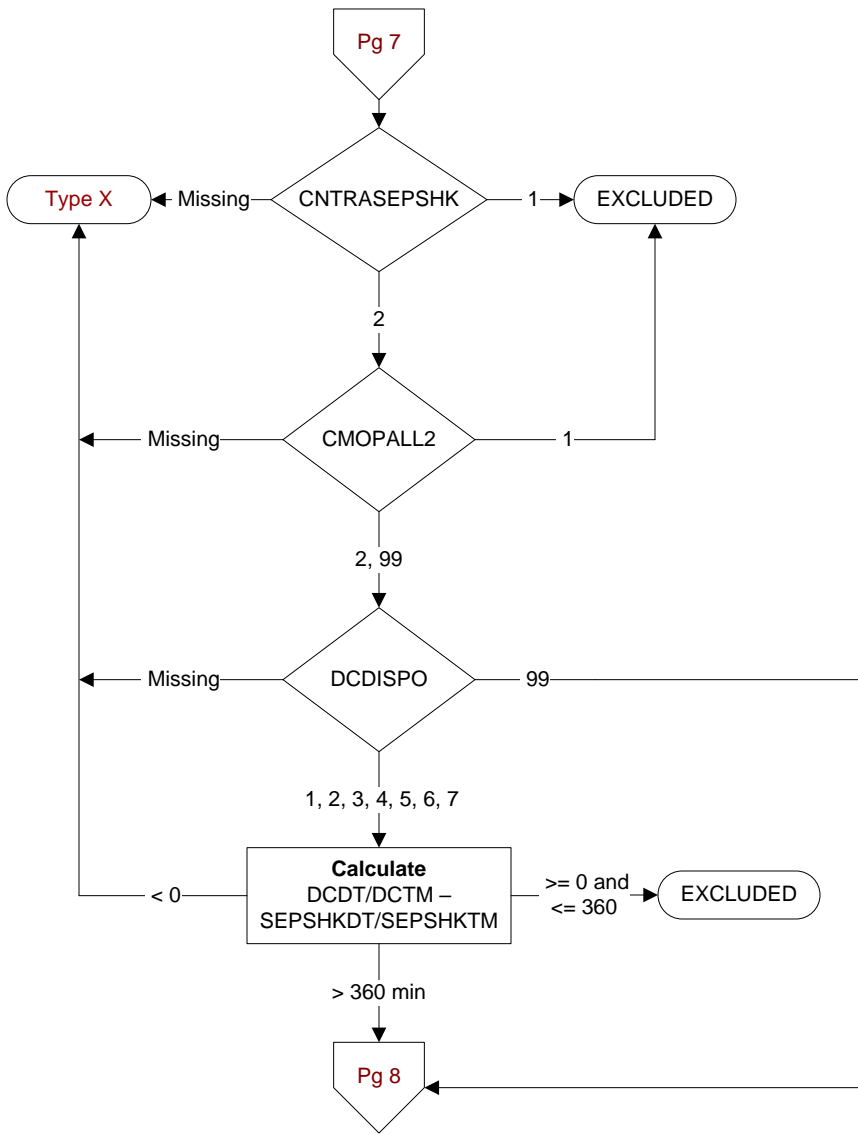 Pg 7
CNTRASEPSHK
Type X
Missing
1
EXCLUDED
2
CMOPALL2
Missing
1
2, 99
DCDISPO
Missing
99
1, 2, 3, 4, 5, 6, 7
Calculate
DCDT/DCTM –
SEPSHKDT/SEPSHKTM
< 0
>= 0 and
<= 360
EXCLUDED
> 360 min
Pg 8